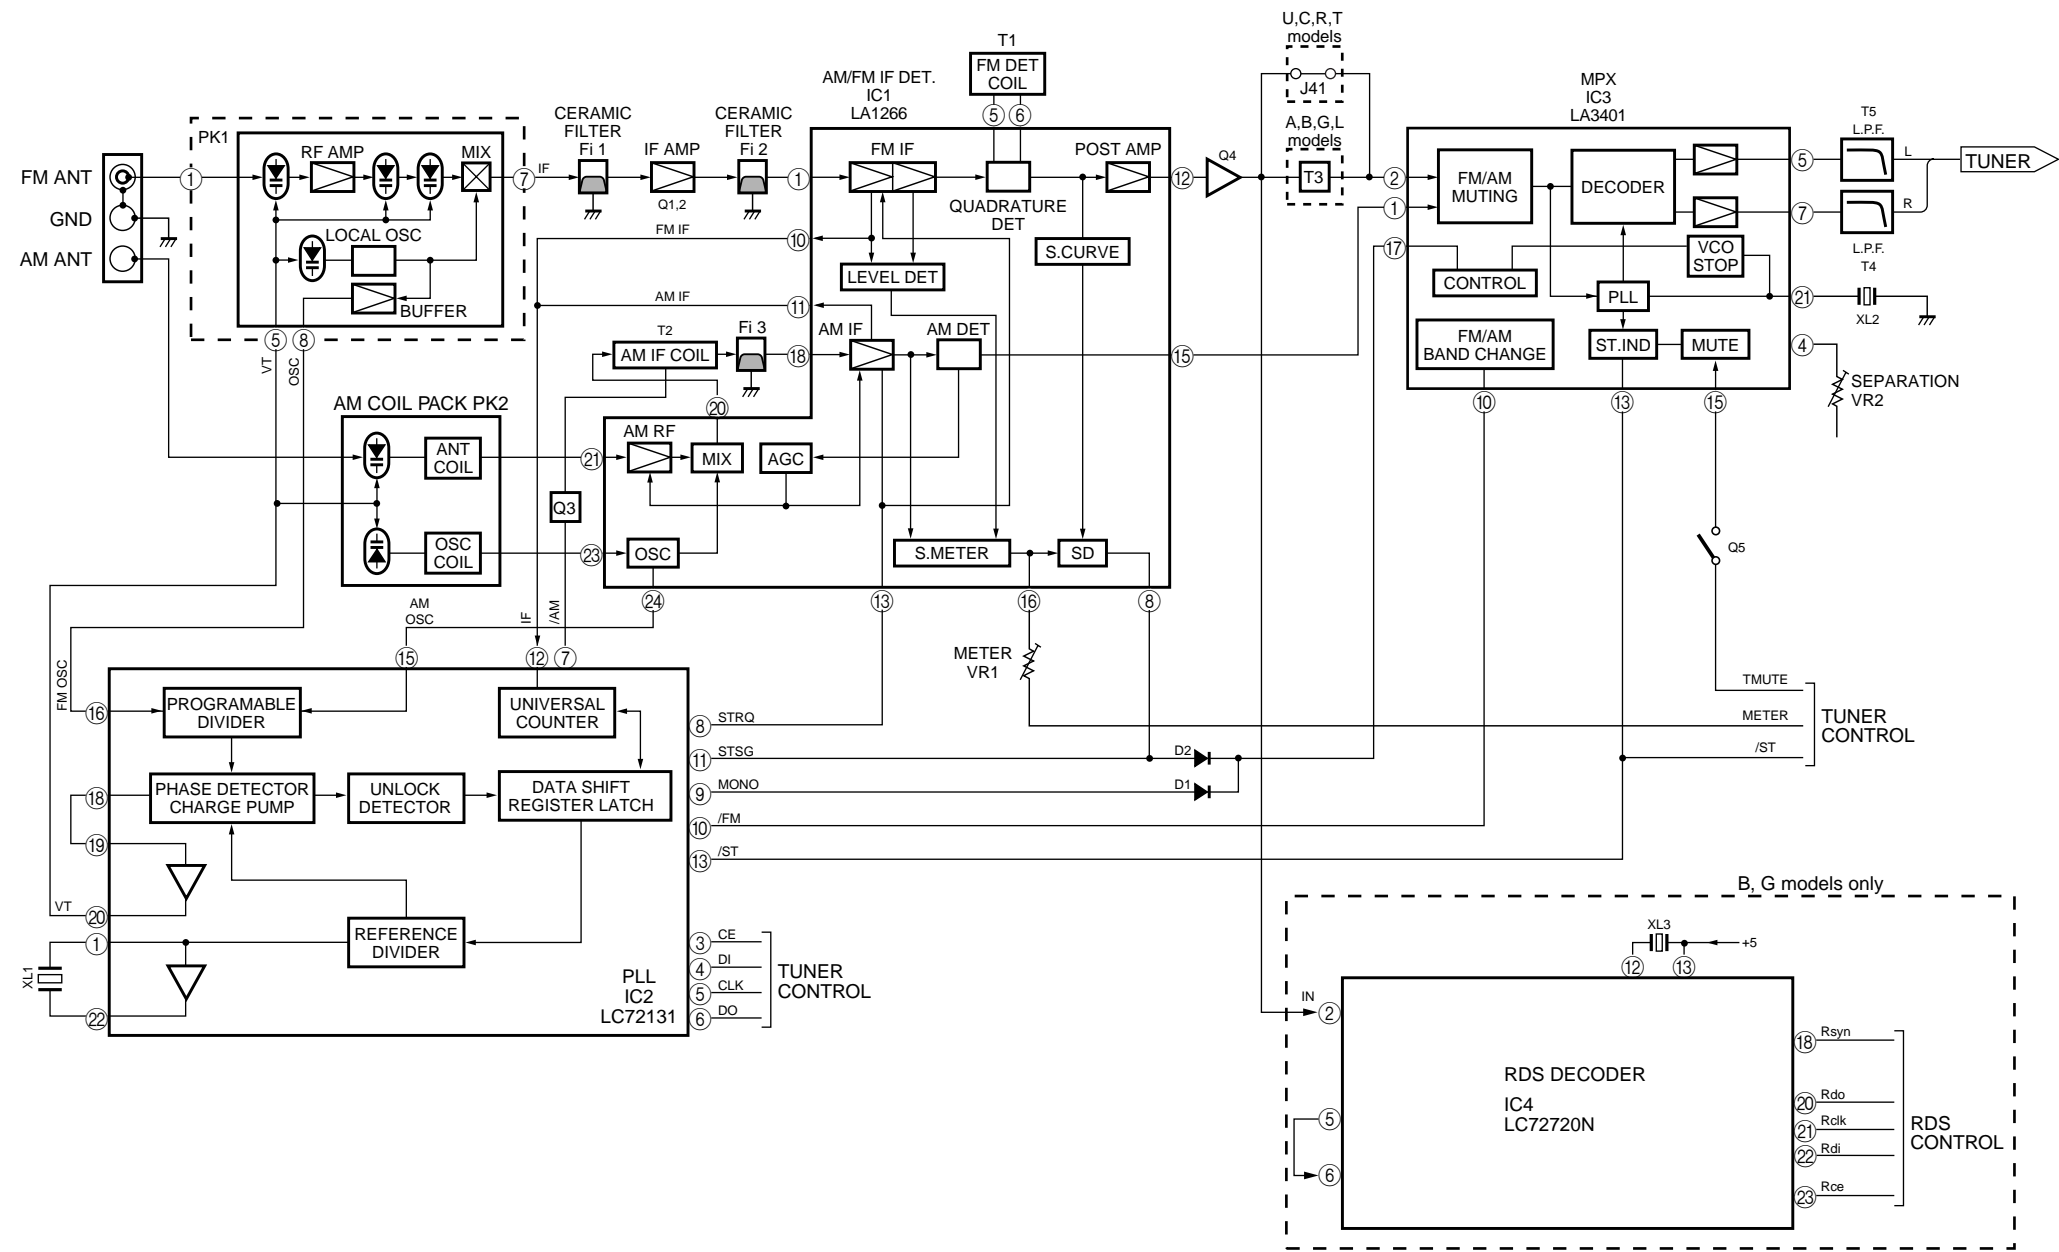 U,C,R,T
models
J41
A,B,G,L
models
T3
T1
FM DET
COIL
5
6
AM/FM IF DET.
IC1
LA1266
MPX
IC3
LA3401
T5
L.P.F.
L
R
L.P.F.
T4
TUNER
FM ANT
GND
AM ANT
1
PK1
RF AMP
MIX
LOCAL OSC
BUFFER
7
IF
5
8
VT
OSC
CERAMIC
FILTER
Fi 1
IF AMP
Q1,2
CERAMIC
FILTER
Fi 2
1
FM IF
QUADRATURE
DET
POST AMP
12
Q4
S.CURVE
LEVEL DET
FM IF
10
AM IF
11
T2
AM IF COIL
Fi 3
18
AM IF
AM DET
15
20
AM RF
MIX
AGC
21
23
OSC
S.METER
SD
24
13
16
8
Q3
AM COIL PACK PK2
ANT
COIL
OSC
COIL
2
1
17
FM/AM
MUTING
DECODER
CONTROL
VCO
STOP
PLL
FM/AM
BAND CHANGE
ST.IND
MUTE
5
7
21
XL2
4
SEPARATION
VR2
10
13
15
Q5
AM
OSC
IF
/AM
15
12
7
FM OSC
16
PROGRAMABLE
DIVIDER
UNIVERSAL
COUNTER
PHASE DETECTOR
CHARGE PUMP
UNLOCK
DETECTOR
DATA SHIFT
REGISTER LATCH
18
19
VT
20
1
XL1
22
REFERENCE
DIVIDER
PLL
IC2
LC72131
8
STRQ
11
STSG
9
MONO
10
/FM
13
/ST
D2
D1
METER
VR1
TMUTE
METER
/ST
TUNER
CONTROL
3
CE
4
DI
5
CLK
6
DO
TUNER
CONTROL
B, G models only
XL3
+5
12
13
IN
2
5
6
RDS DECODER
IC4
LC72720N
18
Rsyn
20
Rdo
21
Rclk
22
Rdi
23
Rce
RDS
CONTROL